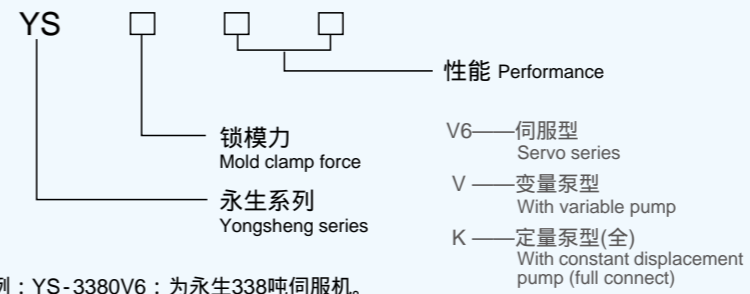 YS □ □ □
性能 Performance
锁模力
Mold clamp force
永生系列
Yongsheng series
V6——伺服型
Servo series
V ——变量泵型
With variable pump
K ——定量泵型(全)
With constant displacement
pump (full connect)
例：YS-3380V6：为永生338吨伺服机。